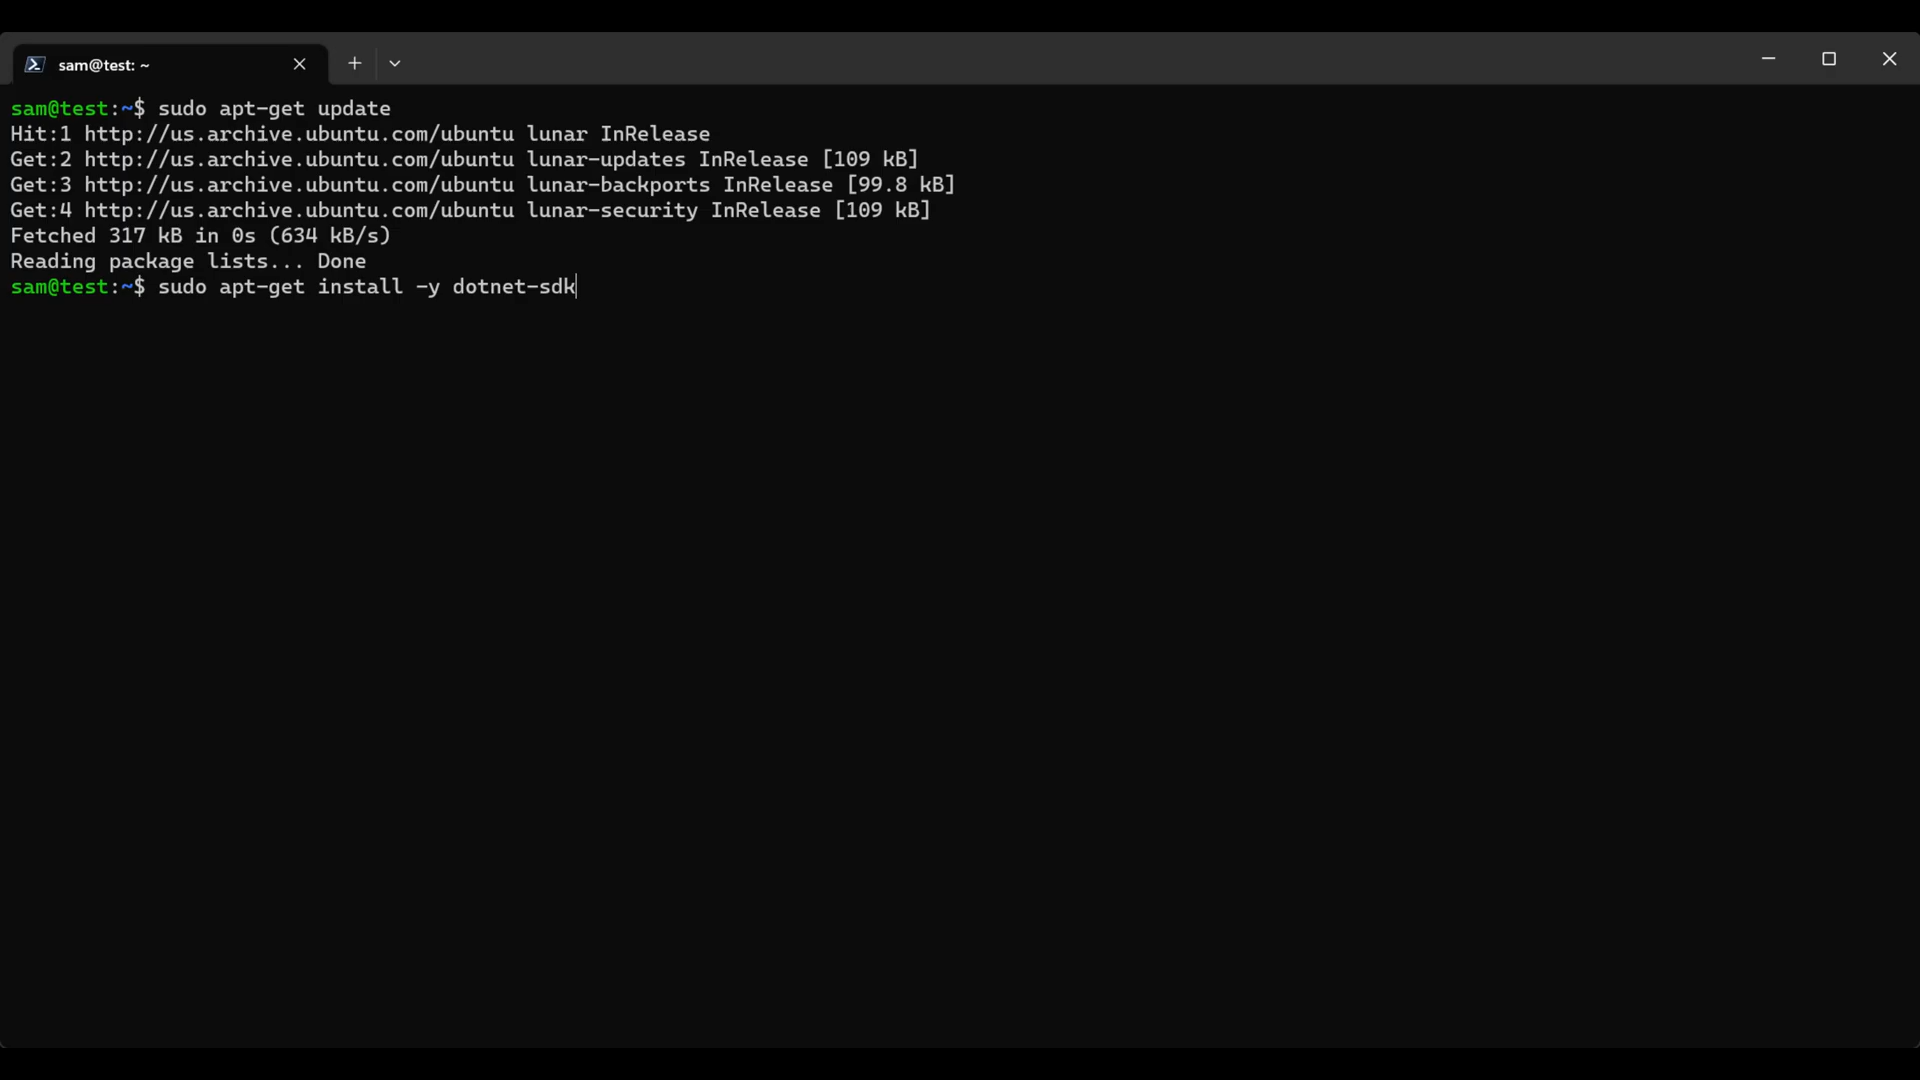 sam@test: ~
sam@test:~$ sudo apt-get update
Hit:1 http://us.archive.ubuntu.com/ubuntu lunar InRelease
Get:2 http://us.archive.ubuntu.com/ubuntu lunar-updates InRelease [109 kB]
Get:3 http://us.archive.ubuntu.com/ubuntu lunar-backports InRelease [99.8 kB]
Get:4 http://us.archive.ubuntu.com/ubuntu lunar-security InRelease [109 kB]
Fetched 317 kB in 0s (634 kB/s)
Reading package lists... Done
sam@test:~$ sudo apt-get install -y dotnet-sdk